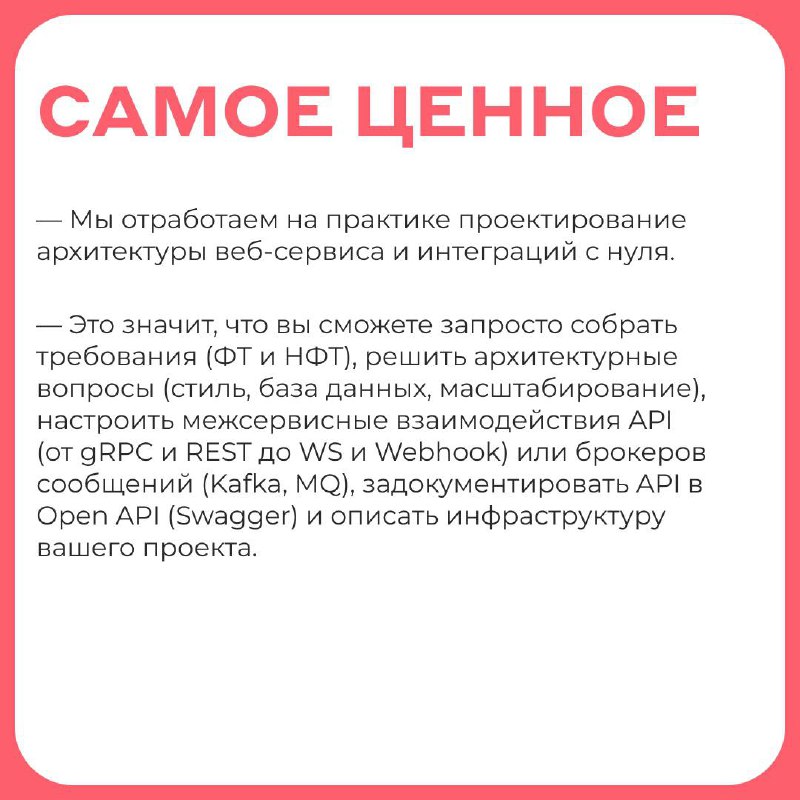 САМОЕ ЦЕННОЕ
— Мы отработаем на практике проектирование
архитектуры веб-сервиса и интеграций с нуля.
— Это значит, что вы сможете запросто собрать
требования (ФТ и НФТ), решить архитектурные
вопросы (стиль, база данных, масштабирование),
настроить межсервисные взаимодействия API
(от gRPC и REST до WS и Webhook) или брокеров
сообщений (Kafka, MQ), задокументировать API в
Open API (Swagger) и описать инфраструктуру
вашего проекта.